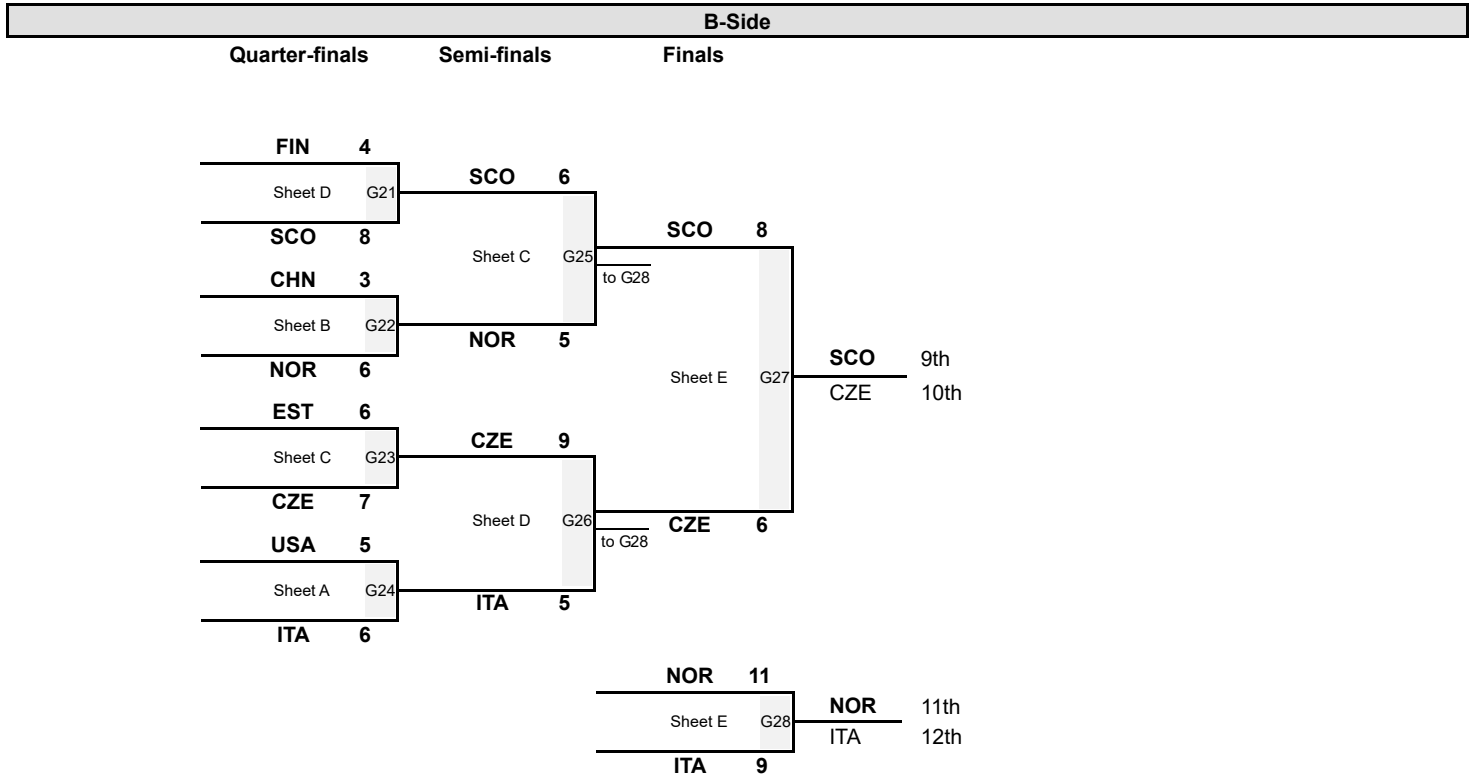 B-Side
Quarter-finals Semi-finals Finals
FIN 4
Sheet D G21
SCO 8
SCO 6
CHN 3
Sheet B G22
NOR 6
Sheet C G25
to G28
NOR 5
SCO 8
EST 6
Sheet C G23
CZE 7
CZE 9
USA 5
Sheet A G24
ITA 6
Sheet D G26
to G28
ITA 5
CZE 6
Sheet E G27
SCO 9th
CZE 10th
NOR 11
Sheet E G28
ITA 9
NOR 11th
ITA 12th